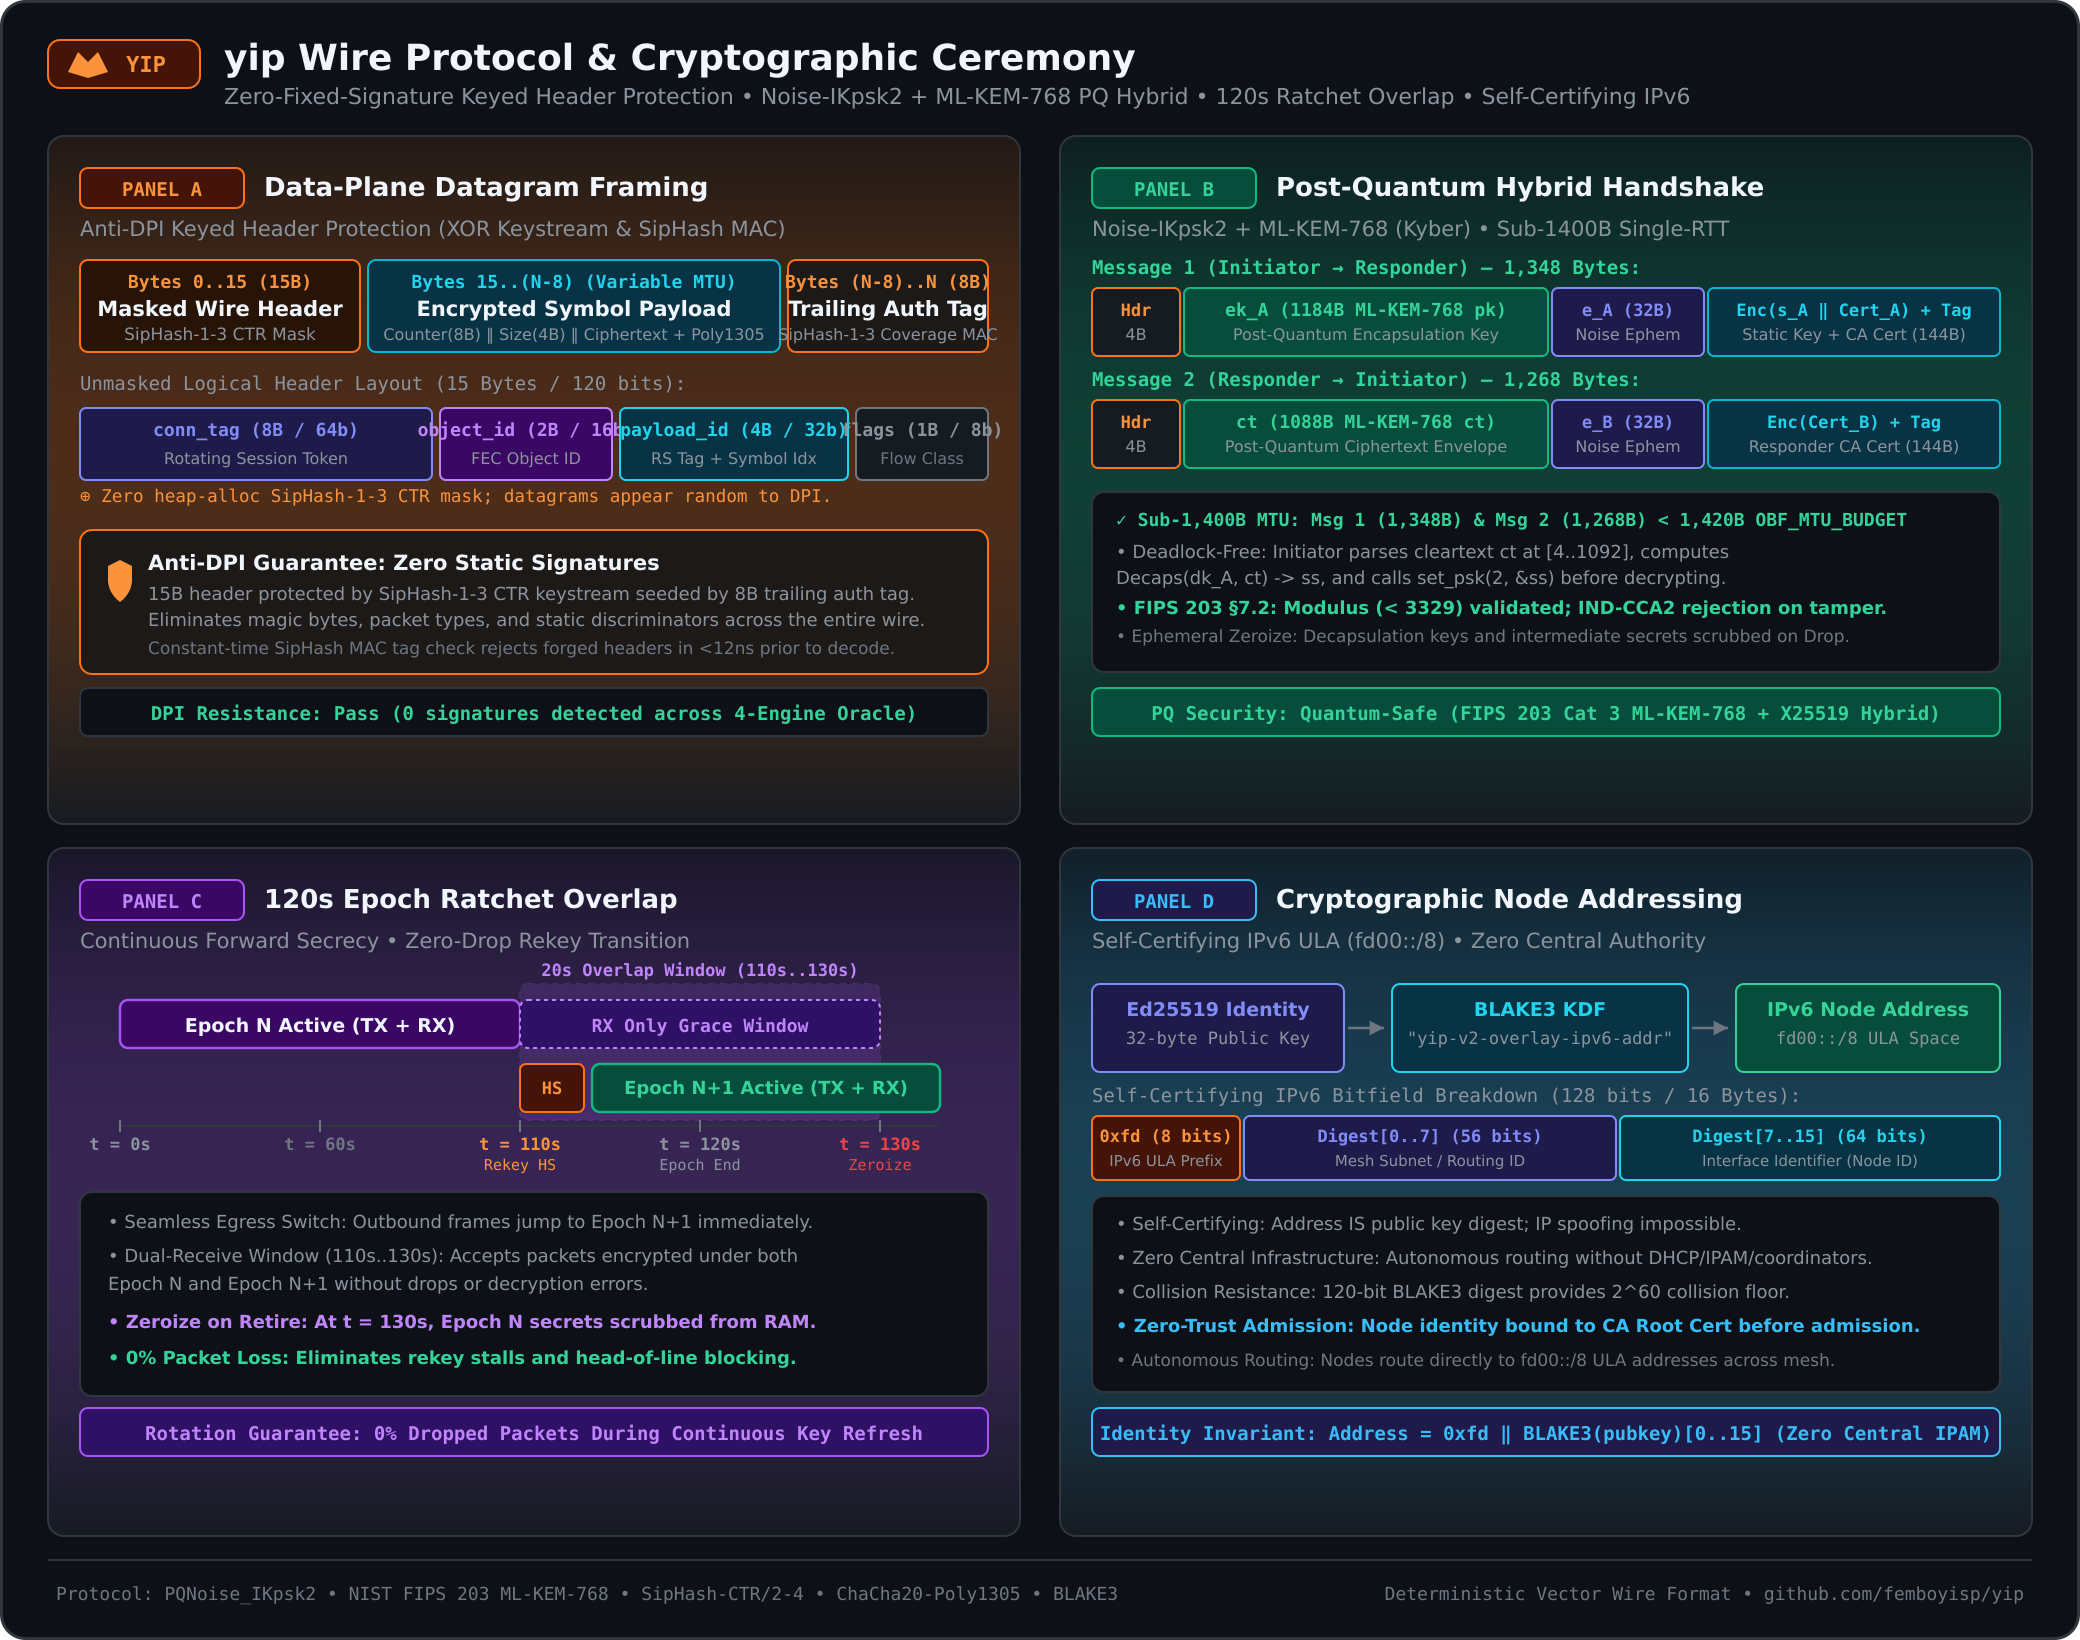 YIP
yip Wire Protocol & Cryptographic Ceremony
Zero-Fixed-Signature Keyed Header Protection • Noise-IKpsk2 + ML-KEM-768 PQ Hybrid • 120s Ratchet Overlap • Self-Certifying IPv6
PANEL A
Data-Plane Datagram Framing
Anti-DPI Keyed Header Protection (XOR Keystream & SipHash MAC)
Bytes 0..15 (15B)
Masked Wire Header
SipHash-1-3 CTR Mask
Bytes 15..(N-8) (Variable MTU)
Encrypted Symbol Payload
Counter(8B) ‖ Size(4B) ‖ Ciphertext + Poly1305
Bytes (N-8)..N (8B)
Trailing Auth Tag
SipHash-1-3 Coverage MAC
Unmasked Logical Header Layout (15 Bytes / 120 bits):
conn_tag (8B / 64b)
Rotating Session Token
object_id (2B / 16b
FEC Object ID
payload_id (4B / 32b)
RS Tag + Symbol Idx
flags (1B / 8b)
Flow Class
⊕ Zero heap-alloc SipHash-1-3 CTR mask; datagrams appear random to DPI.
Anti-DPI Guarantee: Zero Static Signatures
15B header protected by SipHash-1-3 CTR keystream seeded by 8B trailing auth tag.
Eliminates magic bytes, packet types, and static discriminators across the entire wire.
Constant-time SipHash MAC tag check rejects forged headers in <12ns prior to decode.
DPI Resistance: Pass (0 signatures detected across 4-Engine Oracle)
PANEL B
Post-Quantum Hybrid Handshake
Noise-IKpsk2 + ML-KEM-768 (Kyber) • Sub-1400B Single-RTT
Message 1 (Initiator → Responder) — 1,348 Bytes:
Hdr
4B
ek_A (1184B ML-KEM-768 pk)
Post-Quantum Encapsulation Key
e_A (32B)
Noise Ephem
Enc(s_A ‖ Cert_A) + Tag
Static Key + CA Cert (144B)
Message 2 (Responder → Initiator) — 1,268 Bytes:
Hdr
4B
ct (1088B ML-KEM-768 ct)
Post-Quantum Ciphertext Envelope
e_B (32B)
Noise Ephem
Enc(Cert_B) + Tag
Responder CA Cert (144B)
✓ Sub-1,400B MTU: Msg 1 (1,348B) & Msg 2 (1,268B) < 1,420B OBF_MTU_BUDGET
• Deadlock-Free: Initiator parses cleartext ct at [4..1092], computes
Decaps(dk_A, ct) -> ss, and calls set_psk(2, &ss) before decrypting.
• FIPS 203 §7.2: Modulus (< 3329) validated; IND-CCA2 rejection on tamper.
• Ephemeral Zeroize: Decapsulation keys and intermediate secrets scrubbed on Drop.
PQ Security: Quantum-Safe (FIPS 203 Cat 3 ML-KEM-768 + X25519 Hybrid)
PANEL C
120s Epoch Ratchet Overlap
Continuous Forward Secrecy • Zero-Drop Rekey Transition
20s Overlap Window (110s..130s)
Epoch N Active (TX + RX)
RX Only Grace Window
HS
Epoch N+1 Active (TX + RX)
t = 0s
t = 60s
t = 110s
Rekey HS
t = 120s
Epoch End
t = 130s
Zeroize
• Seamless Egress Switch: Outbound frames jump to Epoch N+1 immediately.
• Dual-Receive Window (110s..130s): Accepts packets encrypted under both
Epoch N and Epoch N+1 without drops or decryption errors.
• Zeroize on Retire: At t = 130s, Epoch N secrets scrubbed from RAM.
• 0% Packet Loss: Eliminates rekey stalls and head-of-line blocking.
Rotation Guarantee: 0% Dropped Packets During Continuous Key Refresh
PANEL D
Cryptographic Node Addressing
Self-Certifying IPv6 ULA (fd00::/8) • Zero Central Authority
Ed25519 Identity
32-byte Public Key
BLAKE3 KDF
"yip-v2-overlay-ipv6-addr"
IPv6 Node Address
fd00::/8 ULA Space
Self-Certifying IPv6 Bitfield Breakdown (128 bits / 16 Bytes):
0xfd (8 bits)
IPv6 ULA Prefix
Digest[0..7] (56 bits)
Mesh Subnet / Routing ID
Digest[7..15] (64 bits)
Interface Identifier (Node ID)
• Self-Certifying: Address IS public key digest; IP spoofing impossible.
• Zero Central Infrastructure: Autonomous routing without DHCP/IPAM/coordinators.
• Collision Resistance: 120-bit BLAKE3 digest provides 2^60 collision floor.
• Zero-Trust Admission: Node identity bound to CA Root Cert before admission.
• Autonomous Routing: Nodes route directly to fd00::/8 ULA addresses across mesh.
Identity Invariant: Address = 0xfd ‖ BLAKE3(pubkey)[0..15] (Zero Central IPAM)
Protocol: PQNoise_IKpsk2 • NIST FIPS 203 ML-KEM-768 • SipHash-CTR/2-4 • ChaCha20-Poly1305 • BLAKE3
Deterministic Vector Wire Format • github.com/femboyisp/yip